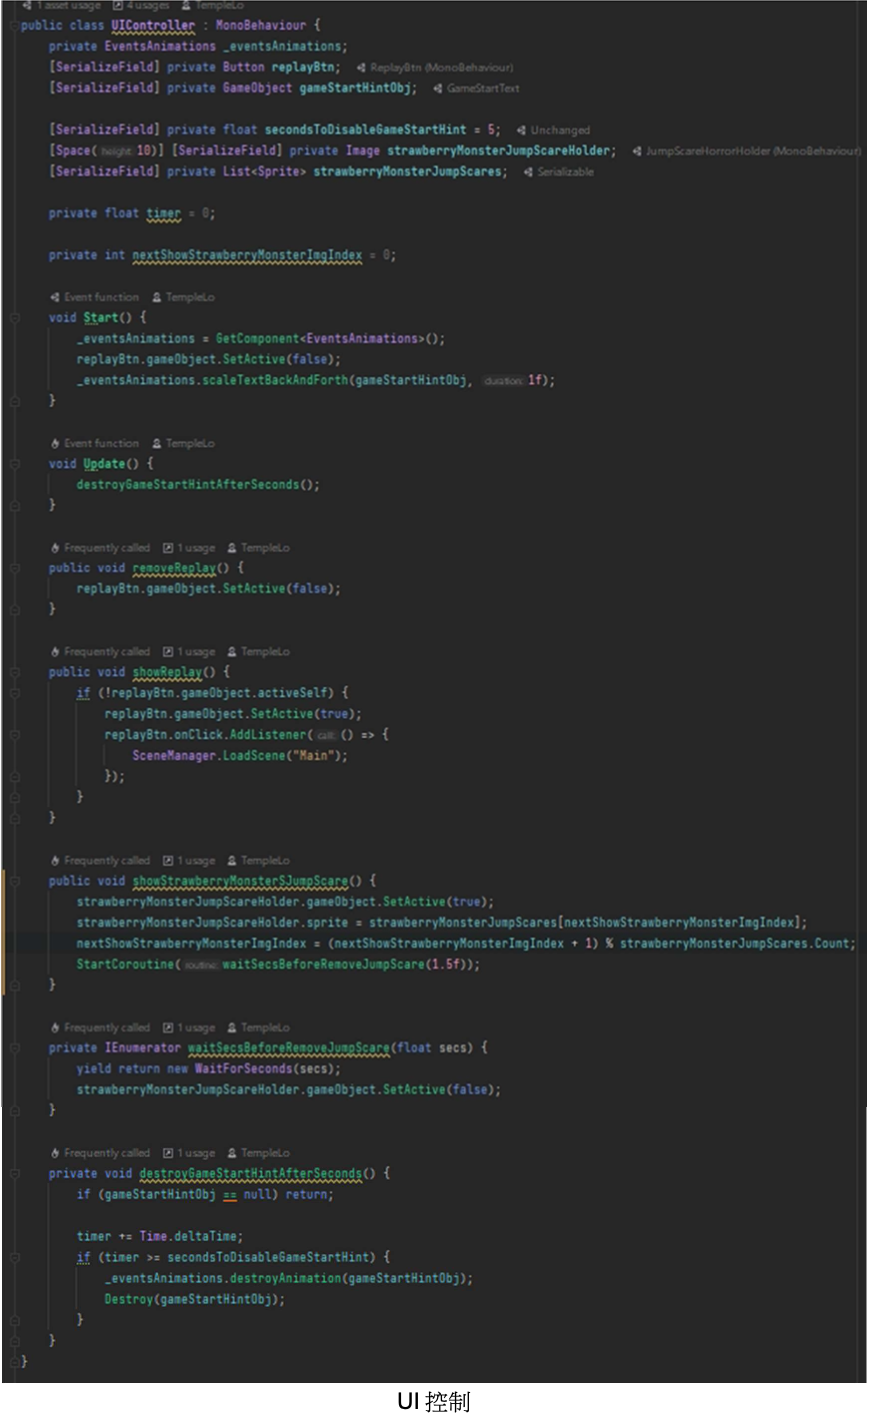 1 asset usage 4 usages TempleLo
public class UIController : MonoBehaviour {
private EventsAnimations _eventsAnimations;
[SerializeField] private Button replayBtn; ReplayBtn (MonoBehaviour)
[SerializeField] private GameObject gameStartHintObj; GameStartText
[SerializeField] private float secondsToDisableGameStartHint = 5; Unchanged
[Space( height: 10)] [SerializeField] private Image strawberryMonsterJumpScareHolder; JumpScareHorrorHolder (MonoBehaviour)
[SerializeField] private List<Sprite> strawberryMonsterJumpScares; Serializable
private float timer = 0;
private int nextShowStrawberryMonsterImgIndex = 0;
Event function TempleLo
void Start() {
_eventsAnimations = GetComponent<EventsAnimations>();
replayBtn.gameObject.SetActive(false);
_eventsAnimations.scaleTextBackAndForth(gameStartHintObj, duration: 1f);
}
Event function TempleLo
void Update() {
destroyGameStartHintAfterSeconds();
}
Frequently called 1 usage TempleLo
public void removeReplay() {
replayBtn.gameObject.SetActive(false);
}
Frequently called 1 usage TempleLo
public void showReplay() {
if (!replayBtn.gameObject.activeSelf) {
replayBtn.gameObject.SetActive(true);
replayBtn.onClick.AddListener( call: () => {
SceneManager.LoadScene("Main");
});
}
}
Frequently called 1 usage TempleLo
public void showStrawberryMonsterSJumpScare() {
strawberryMonsterJumpScareHolder.gameObject.SetActive(true);
strawberryMonsterJumpScareHolder.sprite = strawberryMonsterJumpScares[nextShowStrawberryMonsterImgIndex];
nextShowStrawberryMonsterImgIndex = (nextShowStrawberryMonsterImgIndex + 1) % strawberryMonsterJumpScares.Count;
StartCoroutine( routine: waitSecsBeforeRemoveJumpScare(1.5f));
}
Frequently called 1 usage TempleLo
private IEnumerator waitSecsBeforeRemoveJumpScare(float secs) {
yield return new WaitForSeconds(secs);
strawberryMonsterJumpScareHolder.gameObject.SetActive(false);
}
Frequently called 1 usage TempleLo
private void destroyGameStartHintAfterSeconds() {
if (gameStartHintObj == null) return;
timer += Time.deltaTime;
if (timer >= secondsToDisableGameStartHint) {
_eventsAnimations.destroyAnimation(gameStartHintObj);
Destroy(gameStartHintObj);
}
}
}
UI 控制